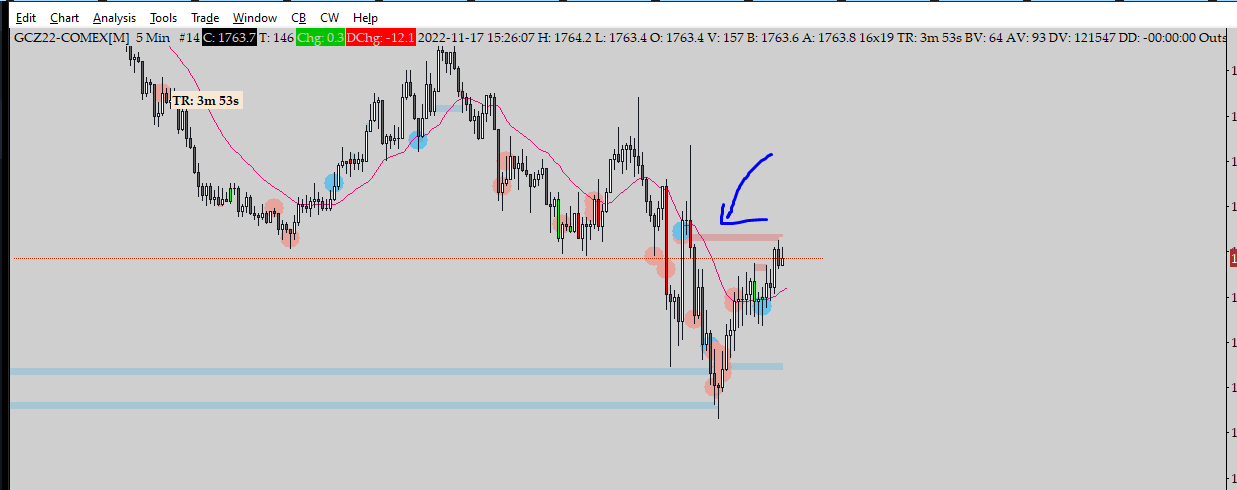 Edit Chart Analysis Tools Trade Window CB CW Help
GCZ22-COMEX[M] 5 Min #14 C: 1763.7 T: 146 Chg: 0.3 DChg: -12.1 2022-11-17 15:26:07 H: 1764.2 L: 1763.4 O: 1763.4 V: 157 B: 1763.6 A: 1763.8 16x19 TR: 3m 53s BV: 64 AV: 93 DV: 121547 DD: -00:00:00 Outs
TR: 3m 53s